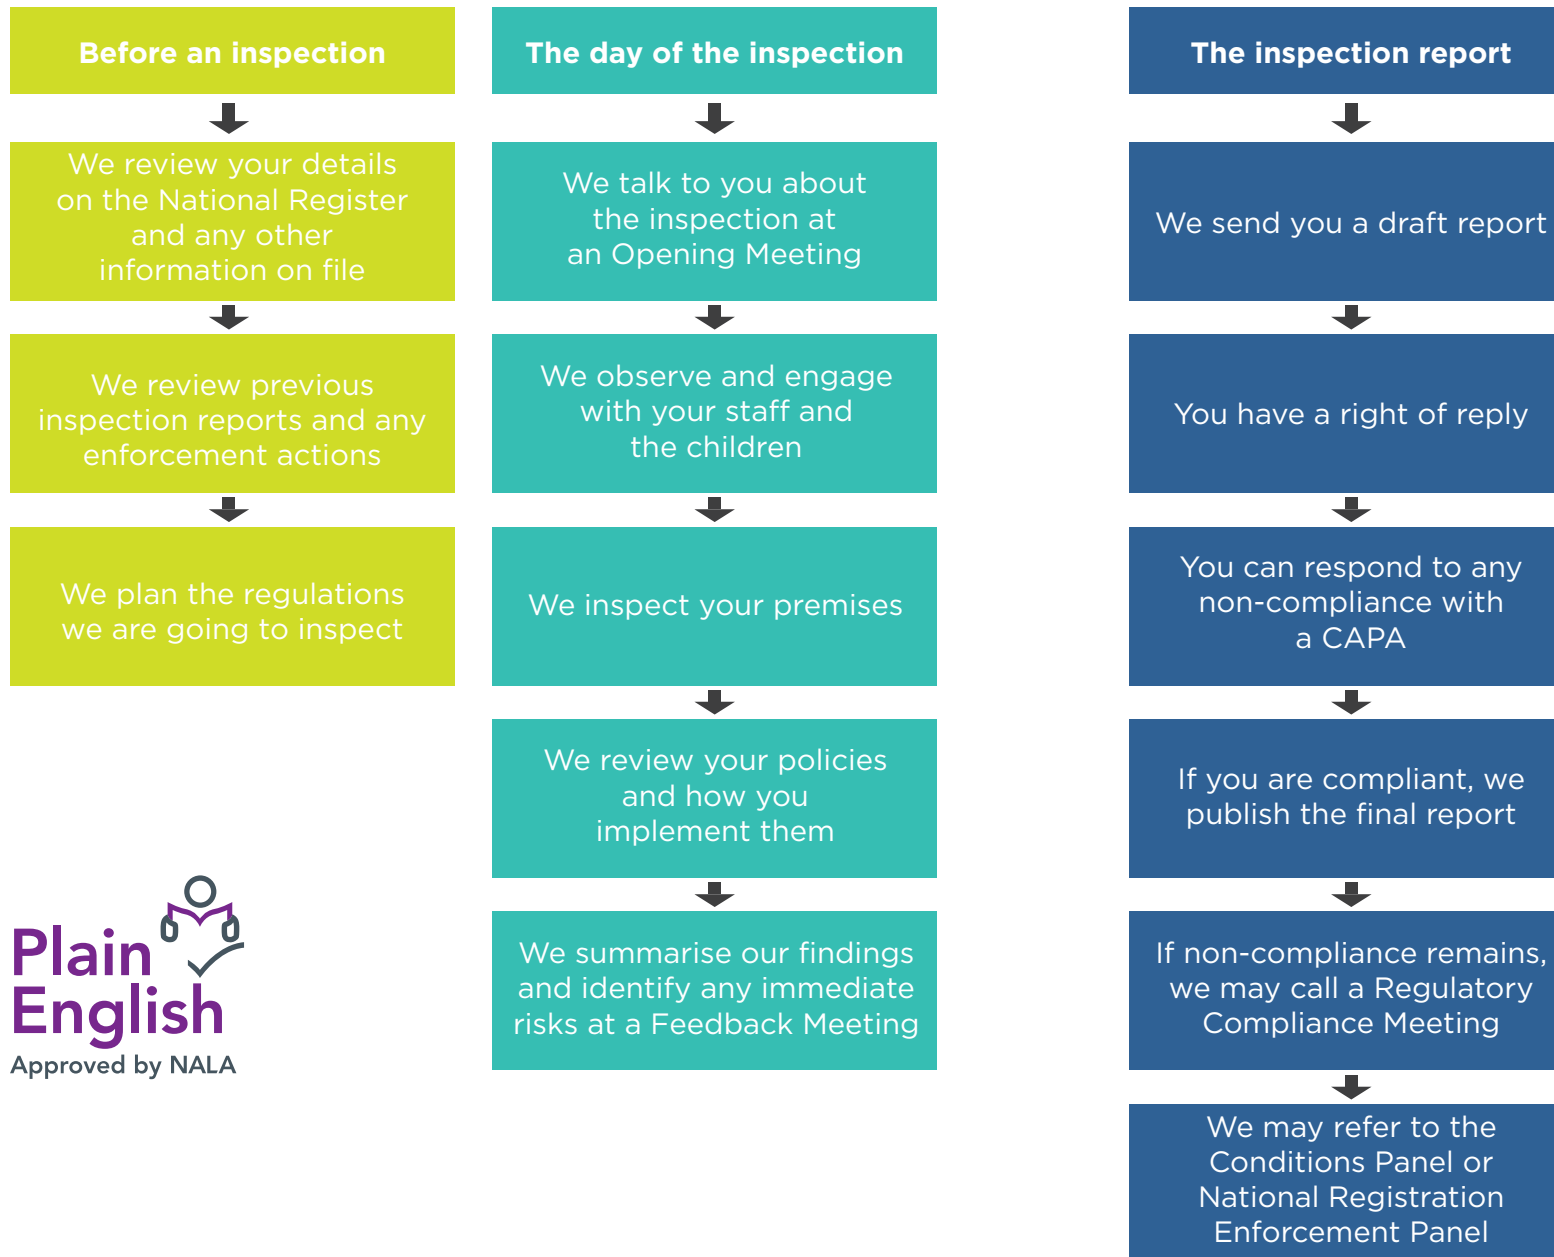 Before an inspection
We review your details
on the National Register
and any other
information on file
We review previous
inspection reports and any
enforcement actions
We plan the regulations
we are going to inspect
The day of the inspection
We talk to you about
the inspection at
an Opening Meeting
We observe and engage
with your staff and
the children
We inspect your premises
We review your policies
and how you
implement them
We summarise our findings
and identify any immediate
risks at a Feedback Meeting
The inspection report
We send you a draft report
You have a right of reply
You can respond to any
non-compliance with
a CAPA
If you are compliant, we
publish the final report
If non-compliance remains,
we may call a Regulatory
Compliance Meeting
We may refer to the
Conditions Panel or
National Registration
Enforcement Panel
Plain
English
Approved by NALA